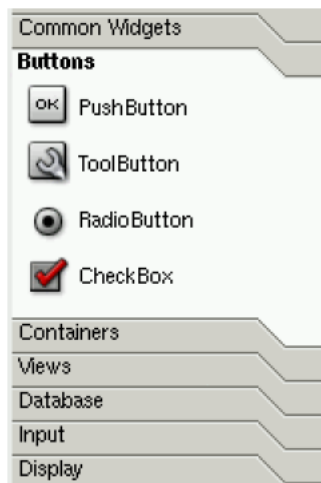 Common Widgets
Buttons
OK PushButton
ToolButton
RadioButton
CheckBox
Containers
Views
Database
Input
Display